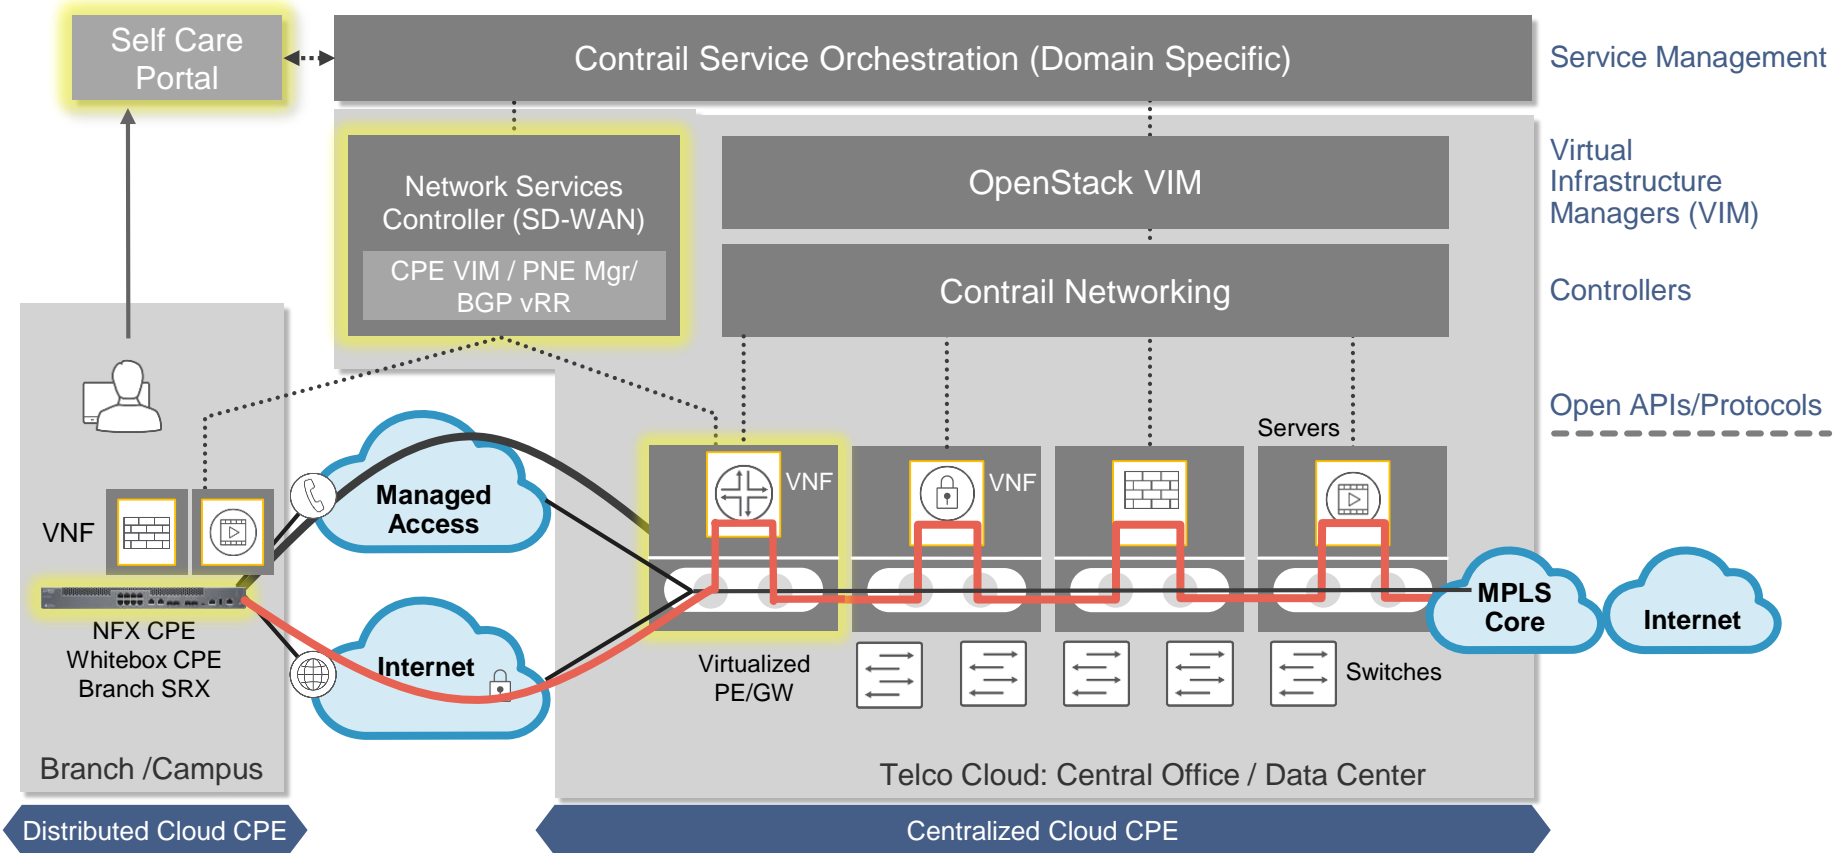 Self Care
Portal
Contrail Service Orchestration (Domain Specific)
Service Management
Network Services
Controller (SD-WAN)
CPE VIM / PNE Mgr/
BGP vRR
OpenStack VIM
Virtual
Infrastructure
Managers (VIM)
Contrail Networking
Controllers
Open APIs/Protocols
Servers
VNF
VNF
VNF
Managed
Access
NFX CPE
Whitebox CPE
Branch SRX
Internet
Virtualized
PE/GW
Switches
MPLS
Core
Internet
Branch /Campus
Telco Cloud: Central Office / Data Center
Distributed Cloud CPE
Centralized Cloud CPE